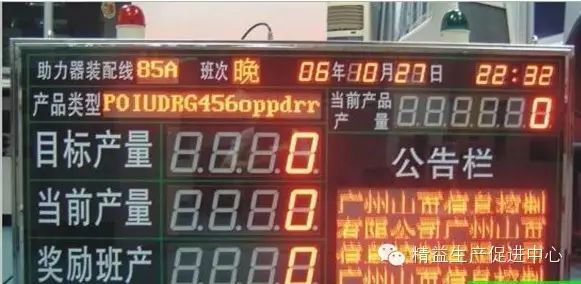 助力器装配线 85A 班次 晚 06年10月27日 22:32
产品类型 POIUDRG456oppdrr 当前产品产量 0
目标产量 0
当前产量 0
奖励班产 0
公告栏
精益生产促进中心